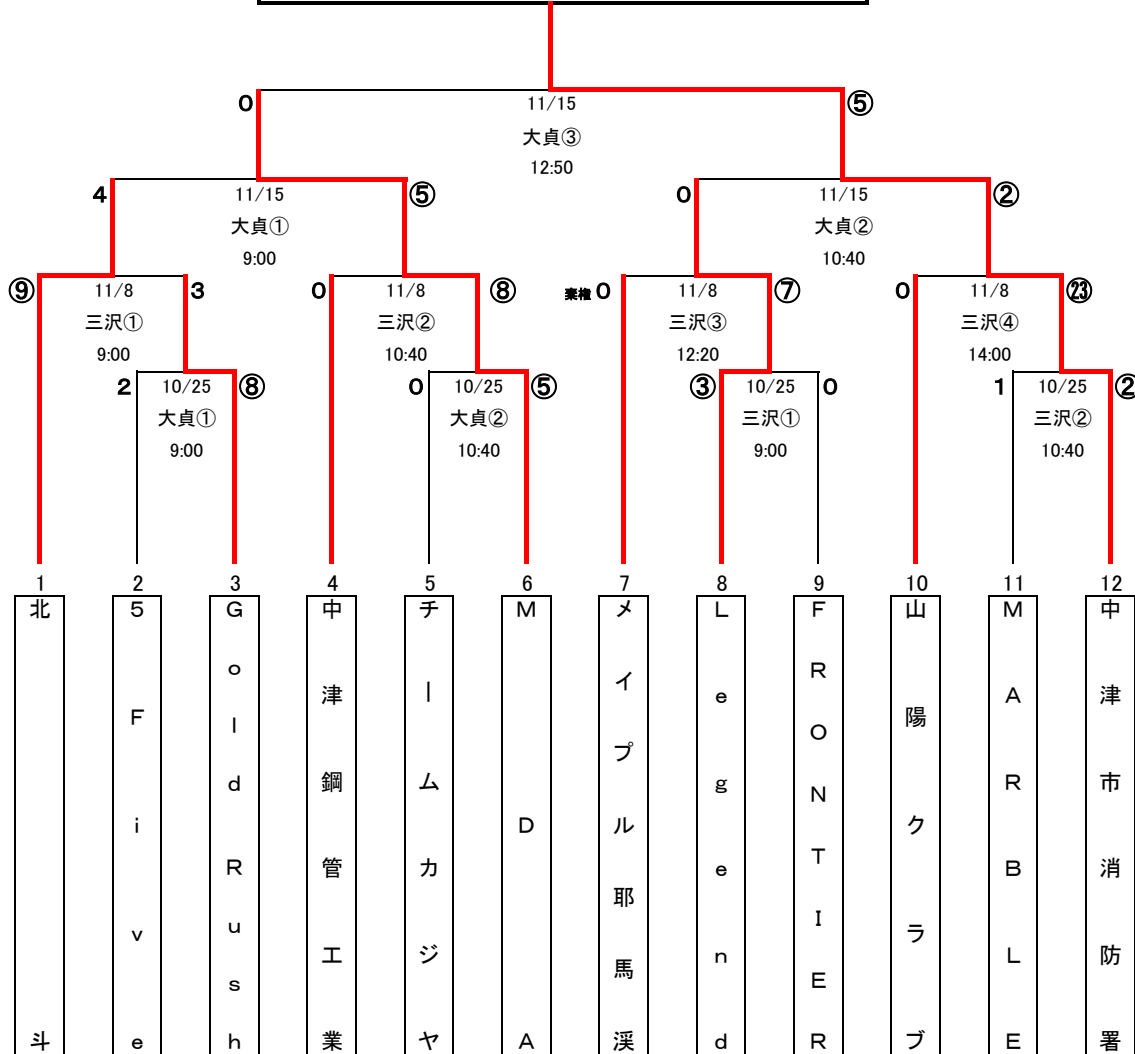 0 11/15 ⑤
大貞③
12:50
4 11/15 ⑤ 0 11/15 ②
大貞① 大貞②
9:00 10:40
⑨ 11/8 3 0 11/8 ⑧ 棄権 0 11/8 ⑦ 0 11/8 ㉓
三沢① 三沢② 三沢③ 三沢④
9:00 10:40 12:20 14:00
2 10/25 ⑧ 0 10/25 ⑤ ③ 10/25 0 1 10/25 ②
大貞① 大貞② 三沢① 三沢②
9:00 10:40 9:00 10:40
1 2 3 4 5 6 7 8 9 10 11 12
北斗
5Five
Gold Rush
中津鋼管工業
チームカジヤ
MDA
メイプル耶馬渓
Legend
FRONTIER
山陽クラブ
MARBLE
中津市消防署